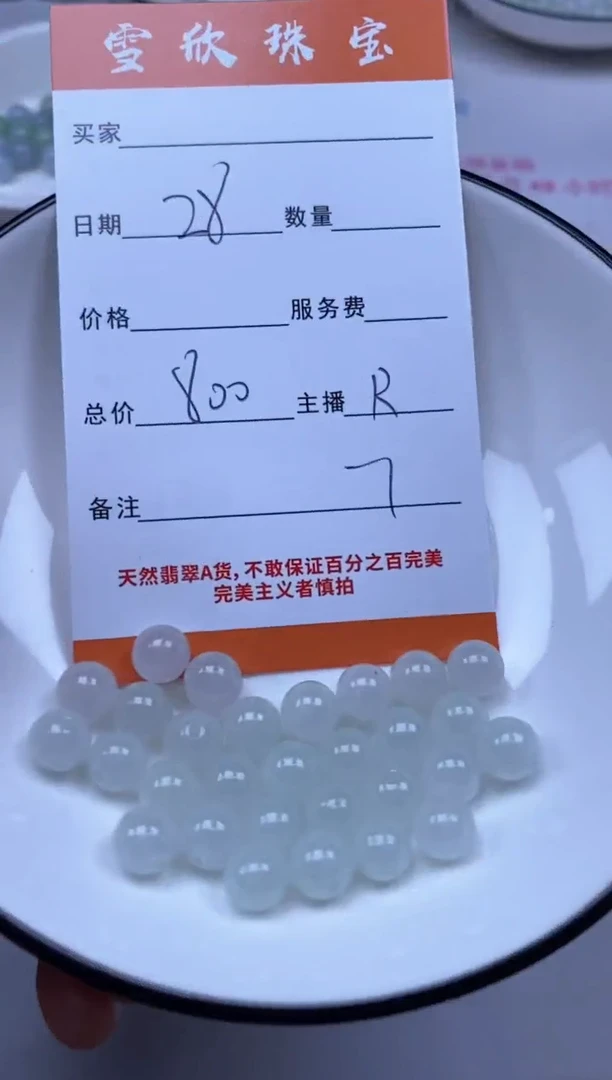 雪欣珠宝
买家
日期 28 数量
价格 服务费
总价 800 主播 R
备注 7
天然翡翠A货,不敢保证百分之百完美
完美主义者慎拍